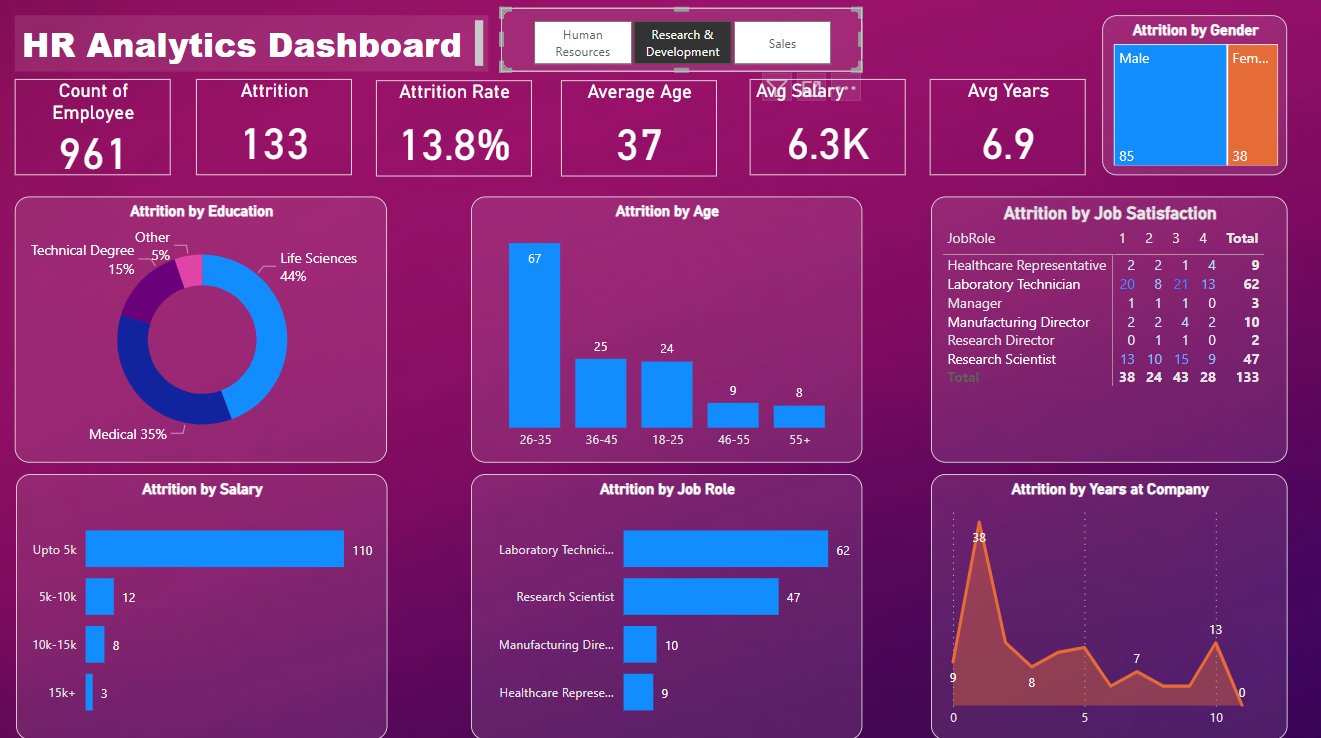 HR Analytics Dashboard
Human
Resources
Research &
Development
Sales
Attrition by Gender
Male
Fem...
85
38
Count of
Employee
961
Attrition
133
Attrition Rate
13.8%
Average Age
37
Avg Salary
6.3K
Avg Years
6.9
Attrition by Education
Other
5%
Technical Degree
15%
Life Sciences
44%
Medical 35%
Attrition by Age
67
25
24
9
8
26-35
36-45
18-25
46-55
55+
Attrition by Job Satisfaction
JobRole 1 2 3 4 Total
Healthcare Representative 2 2 1 4 9
Laboratory Technician 20 8 21 13 62
Manager 1 1 1 0 3
Manufacturing Director 2 2 4 2 10
Research Director 0 1 1 0 2
Research Scientist 13 10 15 9 47
Total 38 24 43 28 133
Attrition by Salary
Upto 5k 110
5k-10k 12
10k-15k 8
15k+ 3
Attrition by Job Role
Laboratory Technici... 62
Research Scientist 47
Manufacturing Dire... 10
Healthcare Represe... 9
Attrition by Years at Company
38
13
7
9
8
0
0 5 10